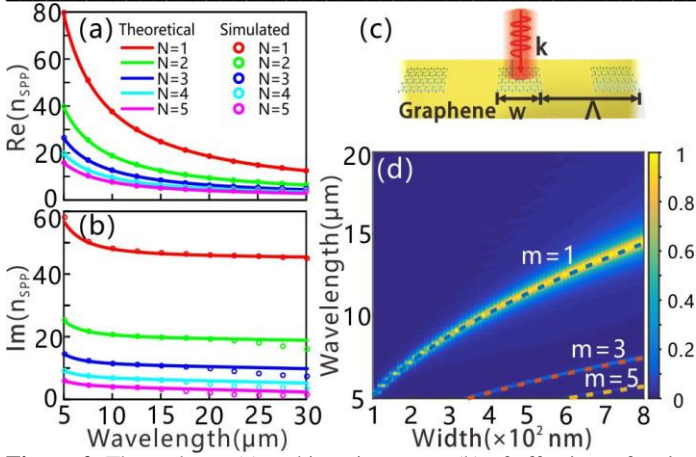 (a)
Theoretical Simulated
N=1 N=1
N=2 N=2
N=3 N=3
N=4 N=4
N=5 N=5
Re(nSPP)
80
60
40
20
0
(b)
Im(nSPP)
60
40
20
0
5 10 15 20 25 30
Wavelength(μm)
(c)
k
Graphene w Λ
(d)
Wavelength(μm)
20
15
10
5
m=1
m=3
m=5
1 2 3 4 5 6 7 8
Width(×10² nm)
1
0.8
0.6
0.4
0.2
0